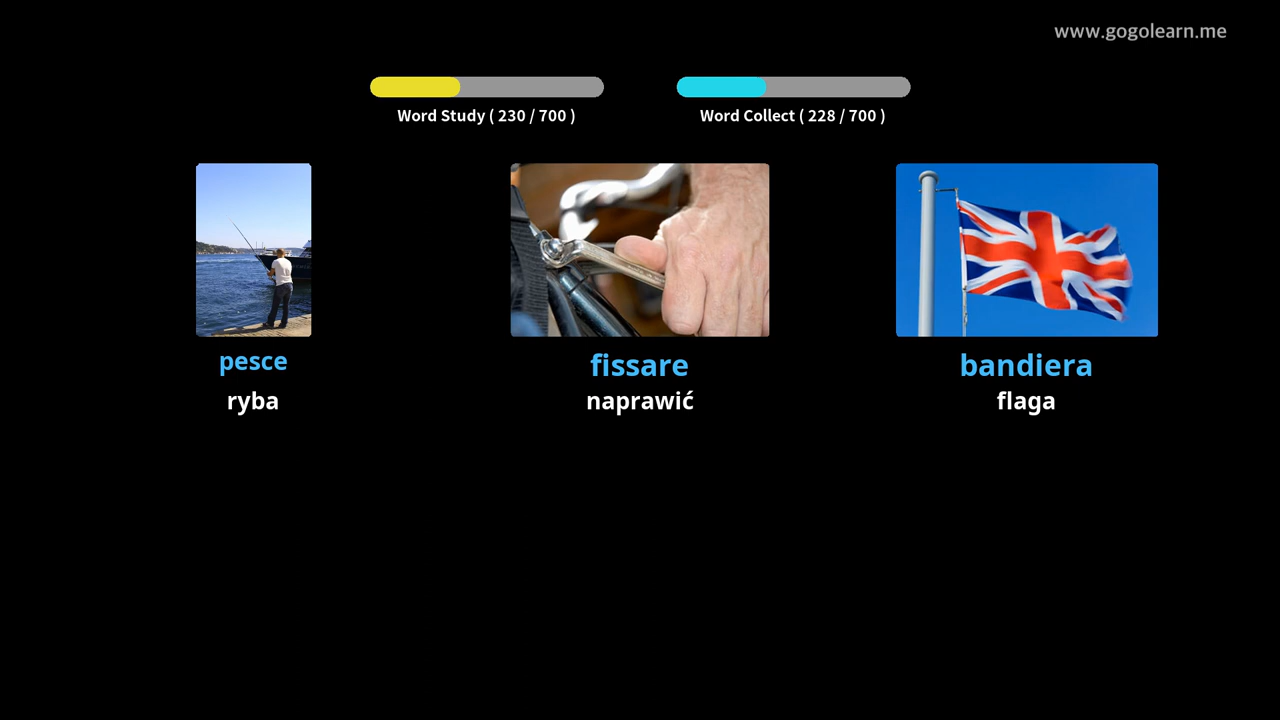 www.gogolearn.me
Word Study ( 230 / 700 )
Word Collect ( 228 / 700 )
pesce
ryba
fissare
naprawić
bandiera
flaga